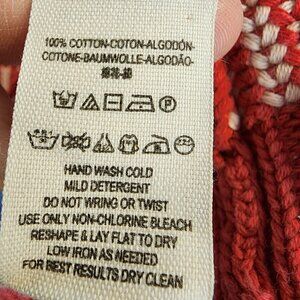 100% COTTON-COTON-ALGODÓN-
COTONE-BAUMWOLLE-ALGODÃO-
HAND WASH COLD
MILD DETERGENT
DO NOT WRING OR TWIST
USE ONLY NON-CHLORINE BLEACH
RESHAPE & LAY FLAT TO DRY
LOW IRON AS NEEDED
FOR BEST RESULTS DRY CLEAN